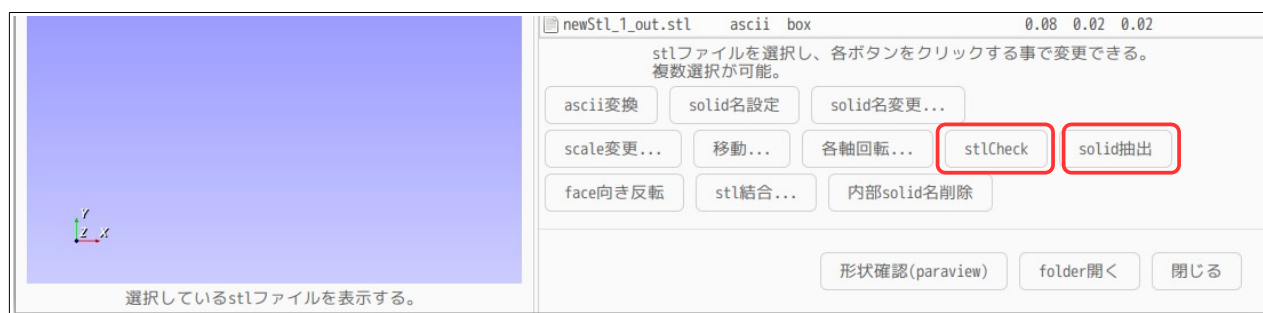 newStl_1_out.stl ascii box 0.08 0.02 0.02
stlファイルを選択し、各ボタンをクリックする事で変更できる。
複数選択が可能。
ascii変換 solid名設定 solid名変更...
scale変更... 移動... 各軸回転... stlCheck solid抽出
face向き反転 stl結合... 内部solid名削除
Y
Z X
形状確認(paraview) folder開く 閉じる
選択しているstlファイルを表示する。